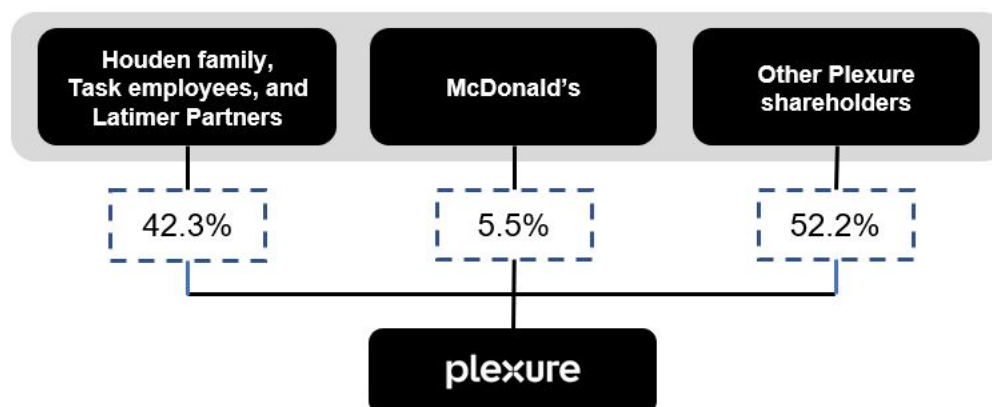 Houden family,
Task employees, and
Latimer Partners
McDonald's
Other Plexure
shareholders
42.3%
5.5%
52.2%
plexure